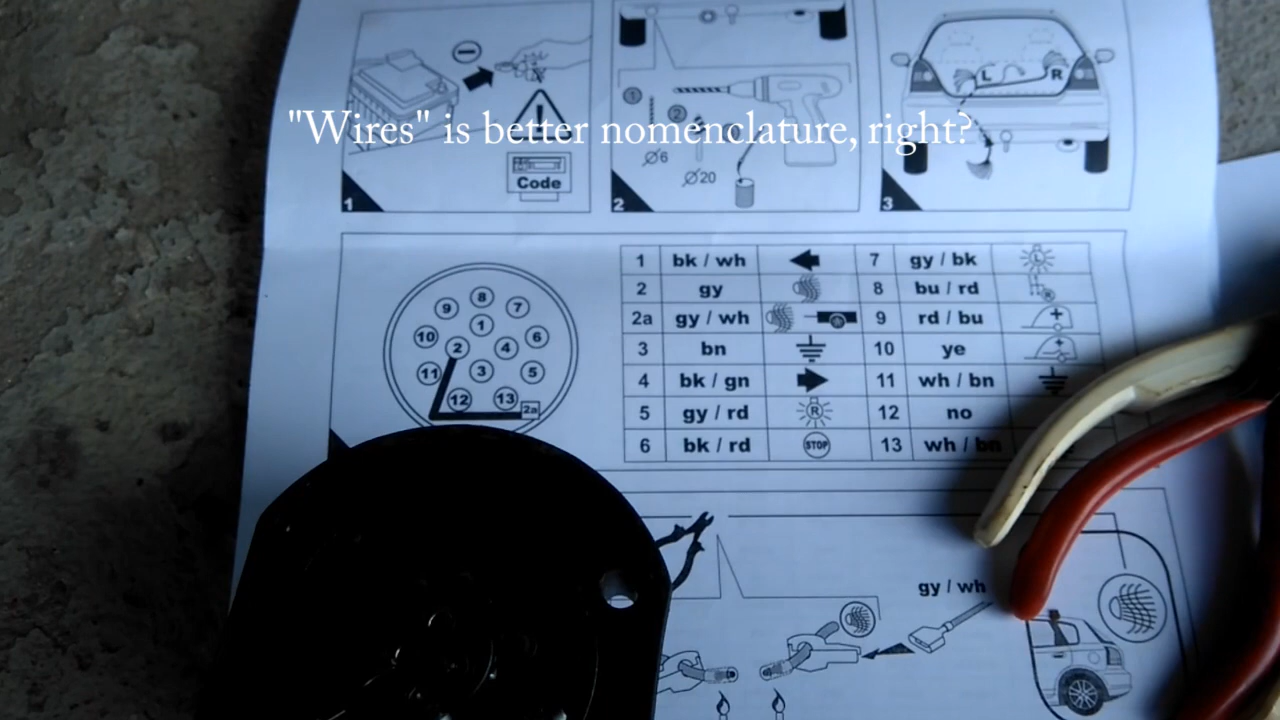 "Wires" is better nomenclature, right?
Code
1
① ②
Ø6
Ø20
2
L R
3
1 bk / wh 7 gy / bk L
2 gy 8 bu / rd R
2a gy / wh 9 rd / bu +
3 bn 10 ye +
4 bk / gn 11 wh / bn
5 gy / rd R 12 no
6 bk / rd STOP 13 wh / bn
8
9 7
1
10 6
2 4
11 3 5
12 13
2a
gy / wh